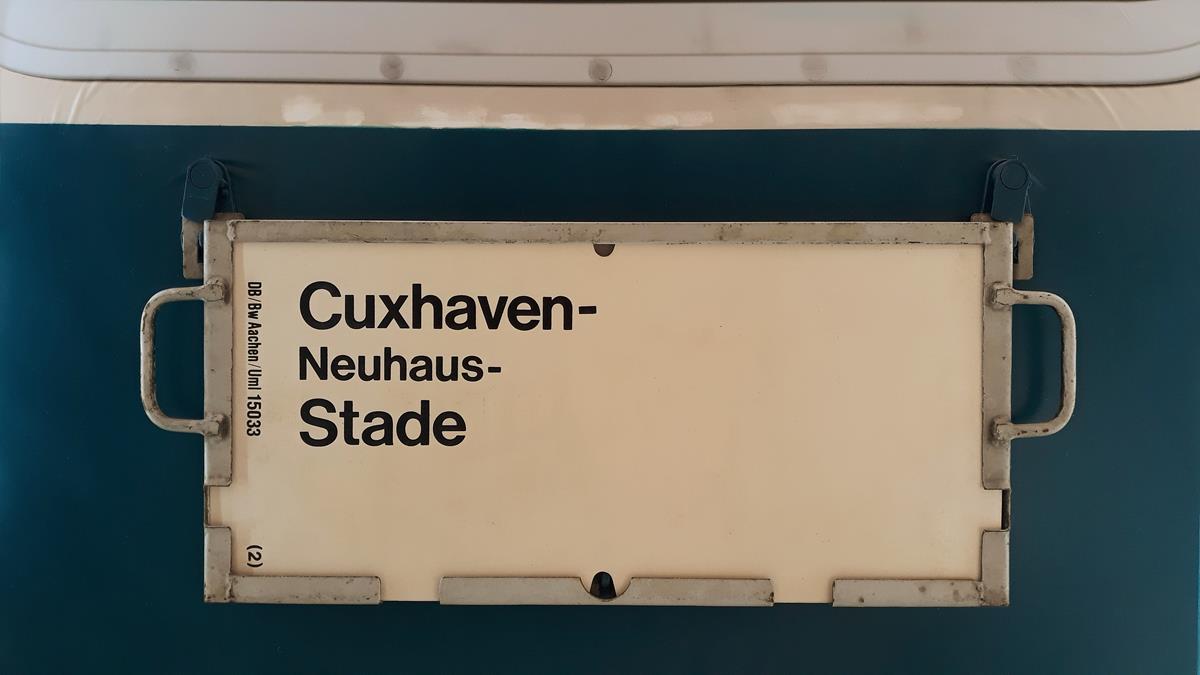 Cuxhaven-
Neuhaus-
Stade
DB/Bw Aachen/Uml 15033
(2)